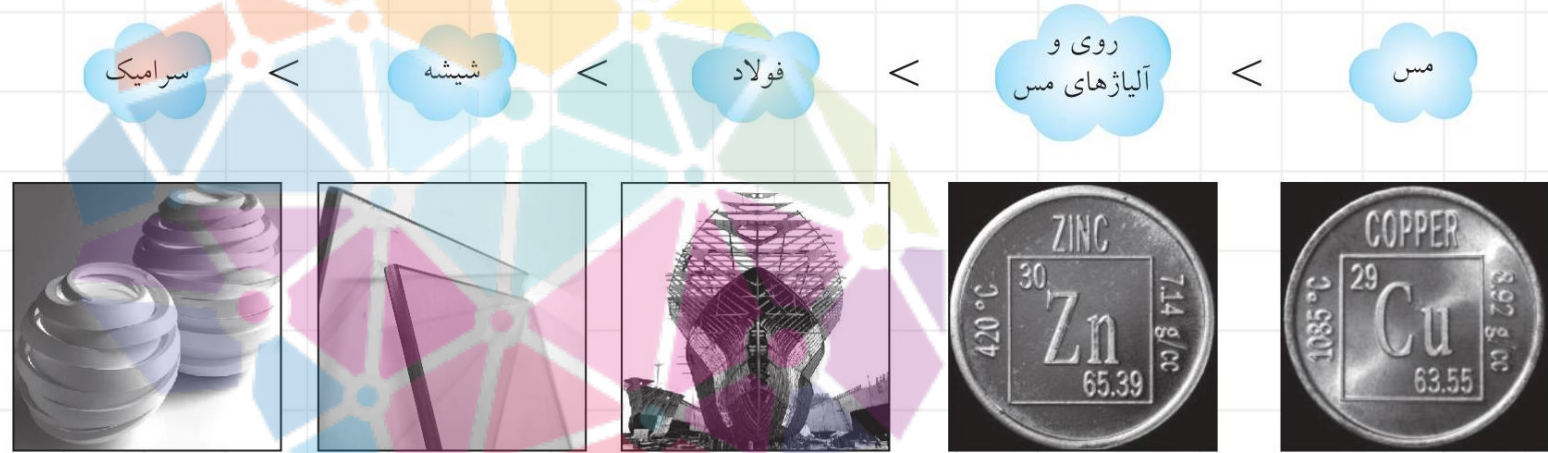 مس < روی و آلیاژهای مس < فولاد < شیشه < سرامیک
COPPER
29
Cu
63.55
1085°C
8.92 g/cc
ZINC
30
Zn
65.39
420°C
7.14 g/cc